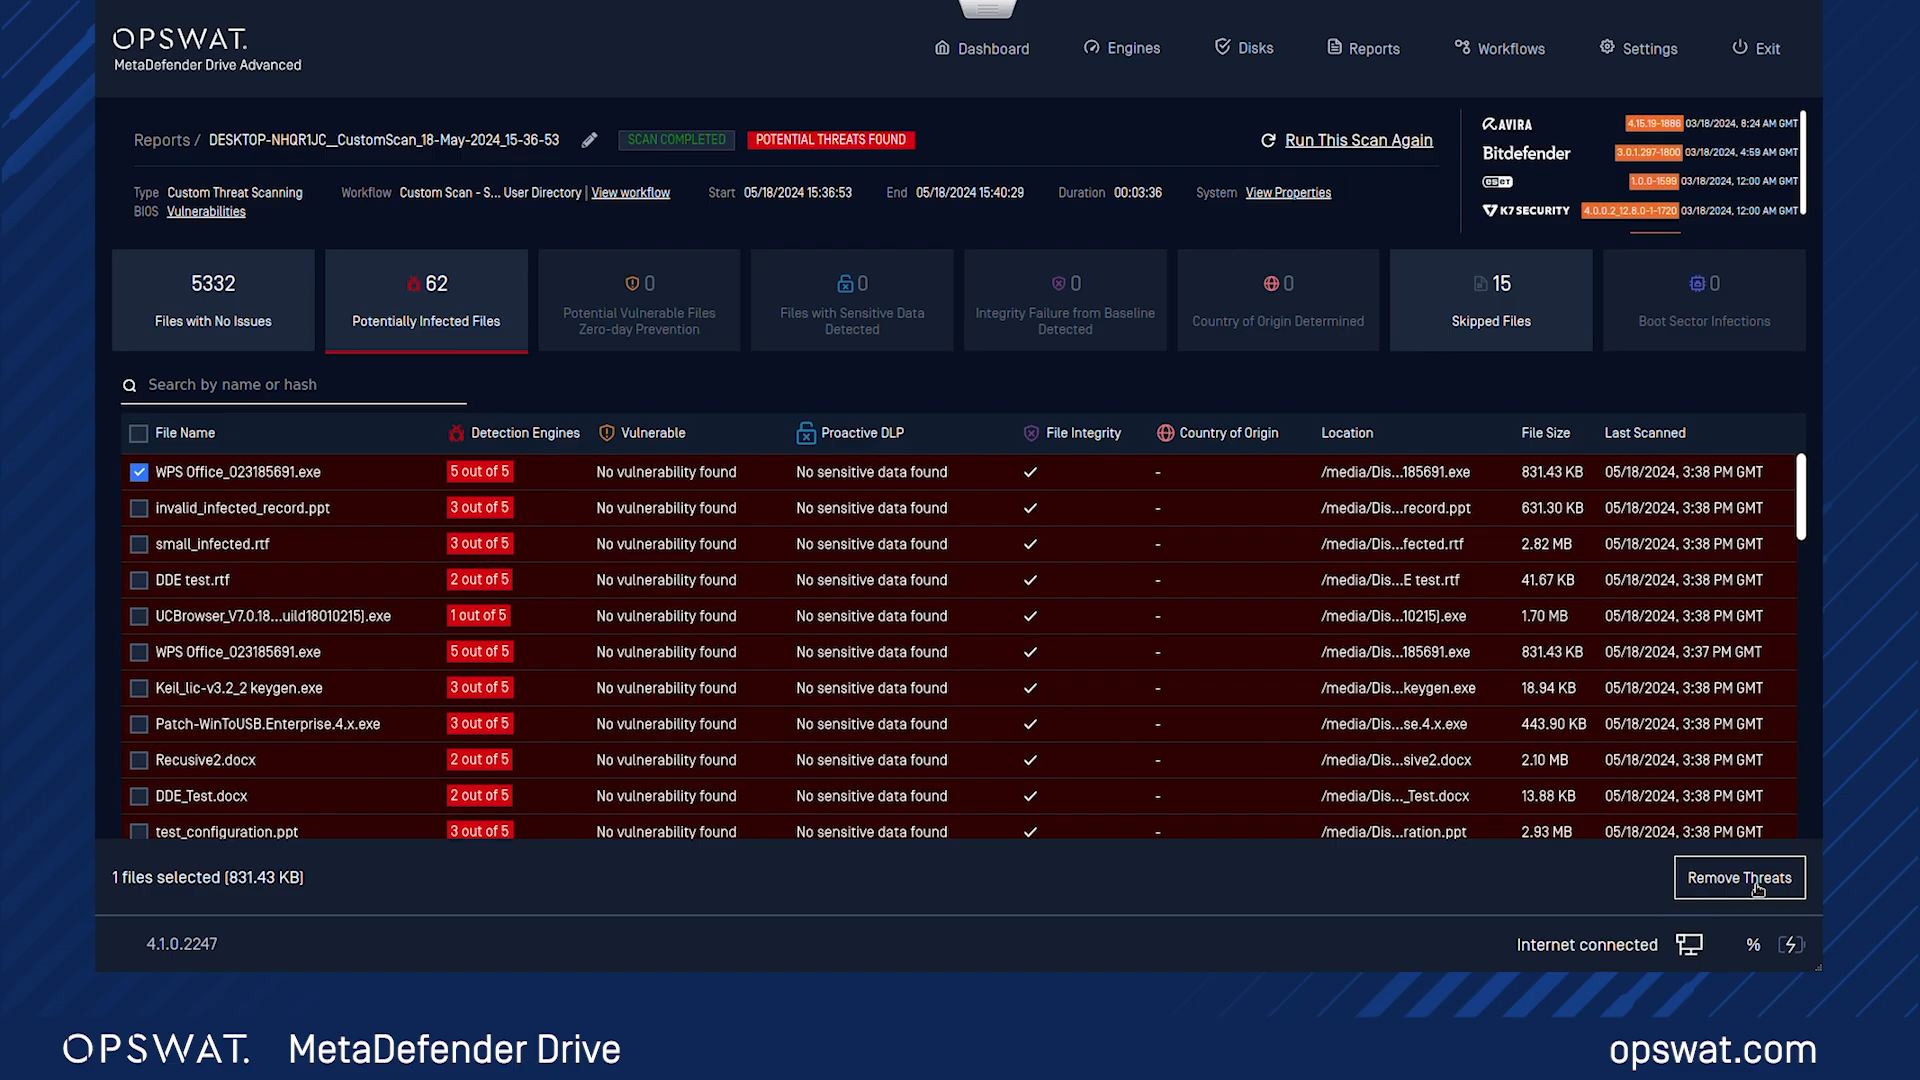 OPSWAT.
MetaDefender Drive Advanced
Dashboard
Engines
Disks
Reports
Workflows
Settings
Exit
Reports / DESKTOP-NHQR1JC__CustomScan_18-May-2024_15-36-53
SCAN COMPLETED
POTENTIAL THREATS FOUND
Run This Scan Again
Type Custom Threat Scanning
Workflow Custom Scan - S... User Directory | View workflow
Start 05/18/2024 15:36:53
End 05/18/2024 15:40:29
Duration 00:03:36
System View Properties
BIOS Vulnerabilities
AVIRA 4.15.19-1886 03/18/2024, 8:24 AM GMT
Bitdefender 3.0.1.297-1800 03/18/2024, 4:59 AM GMT
eset 1.0.0-1599 03/18/2024, 12:00 AM GMT
K7 SECURITY 4.0.0.2_12.8.0-1-1720 03/18/2024, 12:00 AM GMT
5332
Files with No Issues
62
Potentially Infected Files
0
Potential Vulnerable Files
Zero-day Prevention
0
Files with Sensitive Data
Detected
0
Integrity Failure from Baseline
Detected
0
Country of Origin Determined
15
Skipped Files
0
Boot Sector Infections
Search by name or hash
File Name Detection Engines Vulnerable Proactive DLP File Integrity Country of Origin Location File Size Last Scanned
WPS Office_023185691.exe 5 out of 5 No vulnerability found No sensitive data found - /media/Dis...185691.exe 831.43 KB 05/18/2024, 3:38 PM GMT
invalid_infected_record.ppt 3 out of 5 No vulnerability found No sensitive data found - /media/Dis...record.ppt 631.30 KB 05/18/2024, 3:38 PM GMT
small_infected.rtf 3 out of 5 No vulnerability found No sensitive data found - /media/Dis...fected.rtf 2.82 MB 05/18/2024, 3:38 PM GMT
DDE test.rtf 2 out of 5 No vulnerability found No sensitive data found - /media/Dis...E test.rtf 41.67 KB 05/18/2024, 3:38 PM GMT
UCBrowser_V7.0.18...uild18010215).exe 1 out of 5 No vulnerability found No sensitive data found - /media/Dis...10215).exe 1.70 MB 05/18/2024, 3:38 PM GMT
WPS Office_023185691.exe 5 out of 5 No vulnerability found No sensitive data found - /media/Dis...185691.exe 831.43 KB 05/18/2024, 3:37 PM GMT
Keil_lic-v3.2_2 keygen.exe 3 out of 5 No vulnerability found No sensitive data found - /media/Dis...keygen.exe 18.94 KB 05/18/2024, 3:38 PM GMT
Patch-WinToUSB.Enterprise.4.x.exe 3 out of 5 No vulnerability found No sensitive data found - /media/Dis...se.4.x.exe 443.90 KB 05/18/2024, 3:38 PM GMT
Recusive2.docx 2 out of 5 No vulnerability found No sensitive data found - /media/Dis...sive2.docx 2.10 MB 05/18/2024, 3:38 PM GMT
DDE_Test.docx 2 out of 5 No vulnerability found No sensitive data found - /media/Dis..._Test.docx 13.88 KB 05/18/2024, 3:38 PM GMT
test_configuration.ppt 3 out of 5 No vulnerability found No sensitive data found - /media/Dis...ration.ppt 2.93 MB 05/18/2024, 3:38 PM GMT
1 files selected (831.43 KB)
Remove Threats
4.1.0.2247
Internet connected
%
OPSWAT. MetaDefender Drive
opswat.com